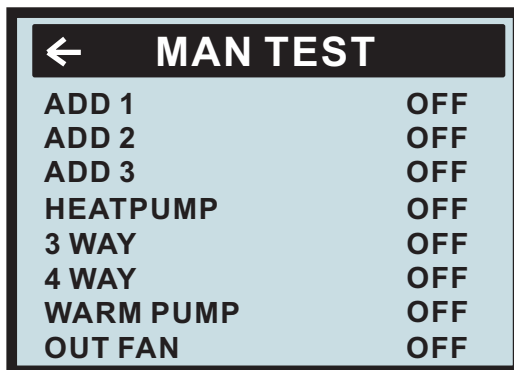 ← MAN TEST
ADD 1 OFF
ADD 2 OFF
ADD 3 OFF
HEATPUMP OFF
3 WAY OFF
4 WAY OFF
WARM PUMP OFF
OUT FAN OFF